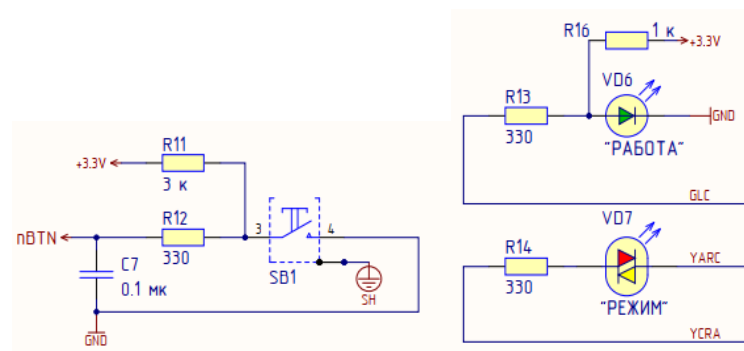 R11
+3.3V
3 к
R12
nBTN
330
3
4
C7
0.1 мк
SB1
SH
GND
R16
1 к
+3.3V
VD6
R13
330
GND
"РАБОТА"
GLC
VD7
R14
330
YARC
"РЕЖИМ"
YCRA